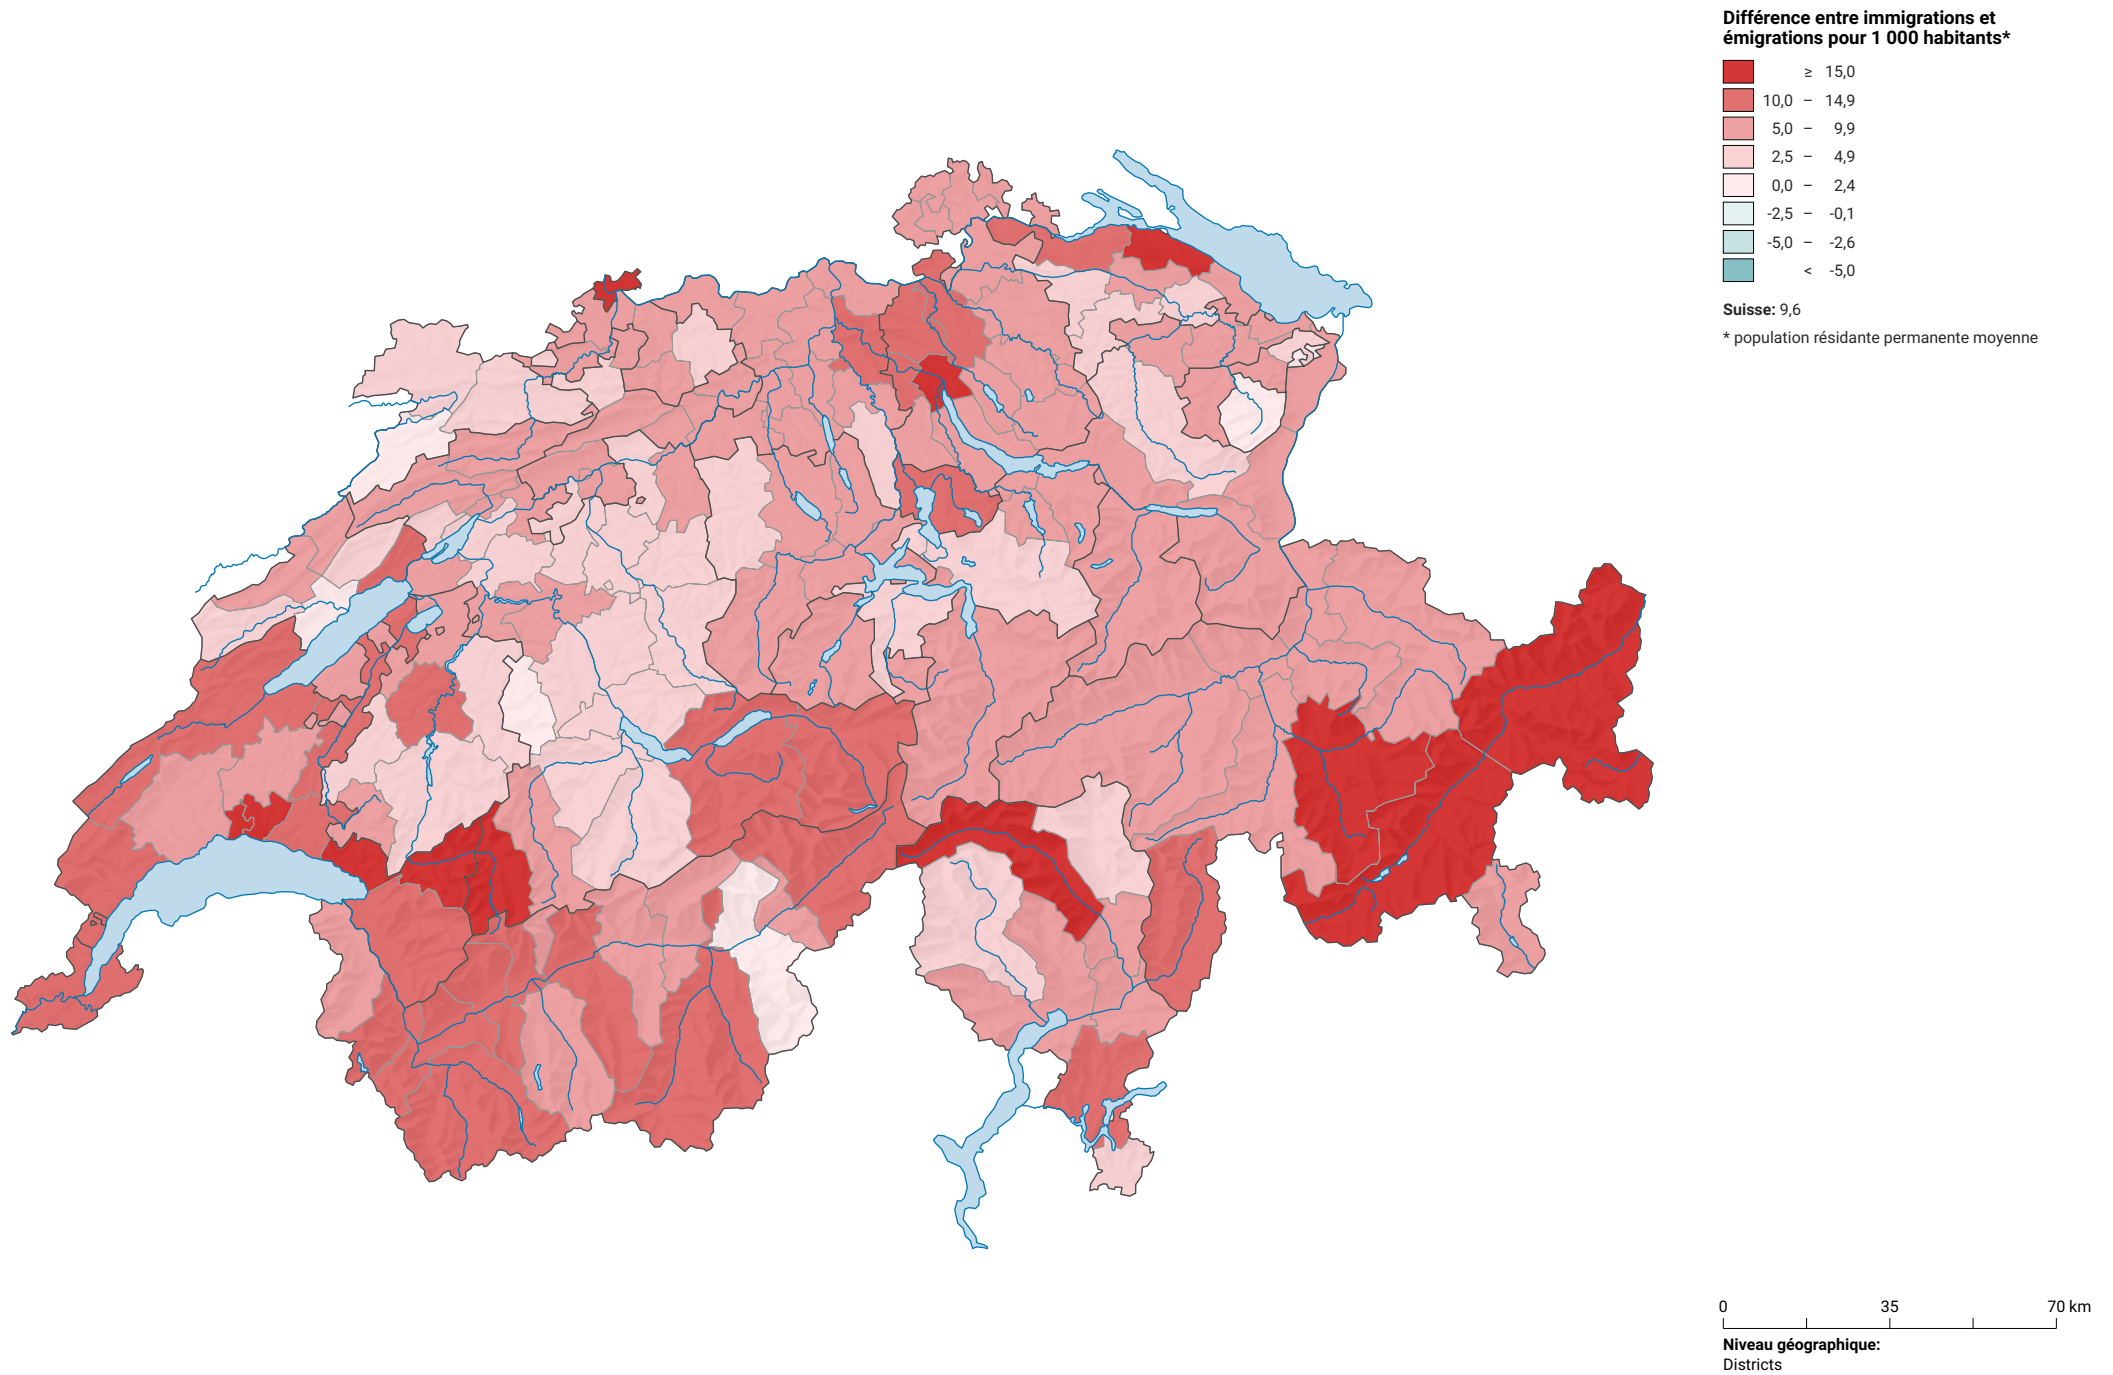 Différence entre immigrations et
émigrations pour 1 000 habitants*
≥ 15,0
10,0 – 14,9
5,0 – 9,9
2,5 – 4,9
0,0 – 2,4
-2,5 – -0,1
-5,0 – -2,6
< -5,0
Suisse: 9,6
* population résidante permanente moyenne
0 35 70 km
Niveau géographique:
Districts